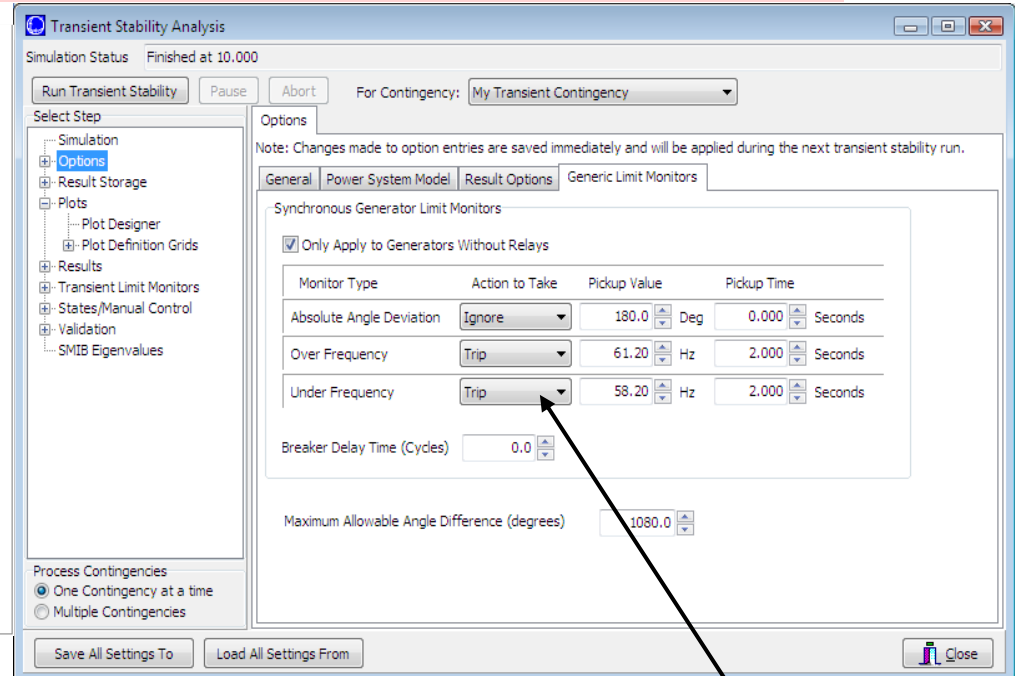 Transient Stability Analysis
Simulation Status Finished at 10.000
Run Transient Stability Pause Abort For Contingency: My Transient Contingency
Select Step
Simulation
Options
Result Storage
Plots
Plot Designer
Plot Definition Grids
Results
Transient Limit Monitors
States/Manual Control
Validation
SMIB Eigenvalues
Process Contingencies
One Contingency at a time
Multiple Contingencies
Options
Note: Changes made to option entries are saved immediately and will be applied during the next transient stability run.
General Power System Model Result Options Generic Limit Monitors
Synchronous Generator Limit Monitors
Only Apply to Generators Without Relays
Monitor Type Action to Take Pickup Value Pickup Time
Absolute Angle Deviation Ignore 180.0 Deg 0.000 Seconds
Over Frequency Trip 61.20 Hz 2.000 Seconds
Under Frequency Trip 58.20 Hz 2.000 Seconds
Breaker Delay Time (Cycles) 0.0
Maximum Allowable Angle Difference (degrees) 1080.0
Save All Settings To Load All Settings From Close